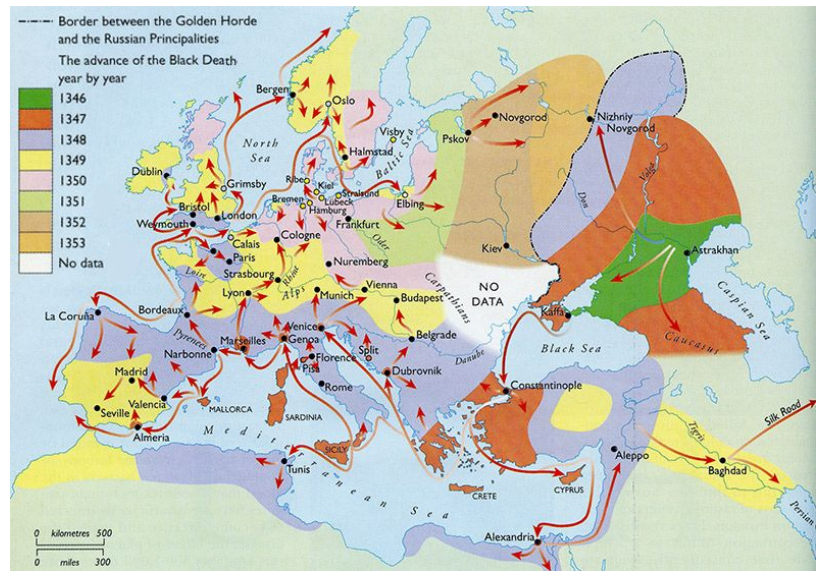 Border between the Golden Horde
and the Russian Principalities
The advance of the Black Death
year by year
1346
1347
1348
1349
1350
1351
1352
1353
No data
Bergen
Oslo
North
Sea
Visby
Baltic Sea
Halmstad
Pskov
Novgorod
Nizhniy
Novgorod
Volga
Don
Dublin
Grimsby
Ribe
Kiel
Stralsund
Lübeck
Bremen
Hamburg
Elbing
Bristol
London
Weymouth
Calais
Cologne
Frankfurt
Oder
Kiev
Astrakhan
Paris
Nuremberg
Loire
Strasbourg
Rhine
Carpathians
NO
DATA
Lyon
Alps
Munich
Vienna
Budapest
Caspian Sea
La Coruña
Bordeaux
Venice
Belgrade
Kaffa
Caucasus
Pyrenees
Marseilles
Genoa
Black Sea
Narbonne
Florence
Split
Danube
Pisa
Dubrovnik
Madrid
Rome
Constantinople
Valencia
MALLORCA
SARDINIA
Seville
Silk Road
Almeria
Mediterranean Sea
SICILY
Tigris
Aleppo
Baghdad
Tunis
CRETE
CYPRUS
Persian
Alexandria
0 kilometres 500
0 miles 300